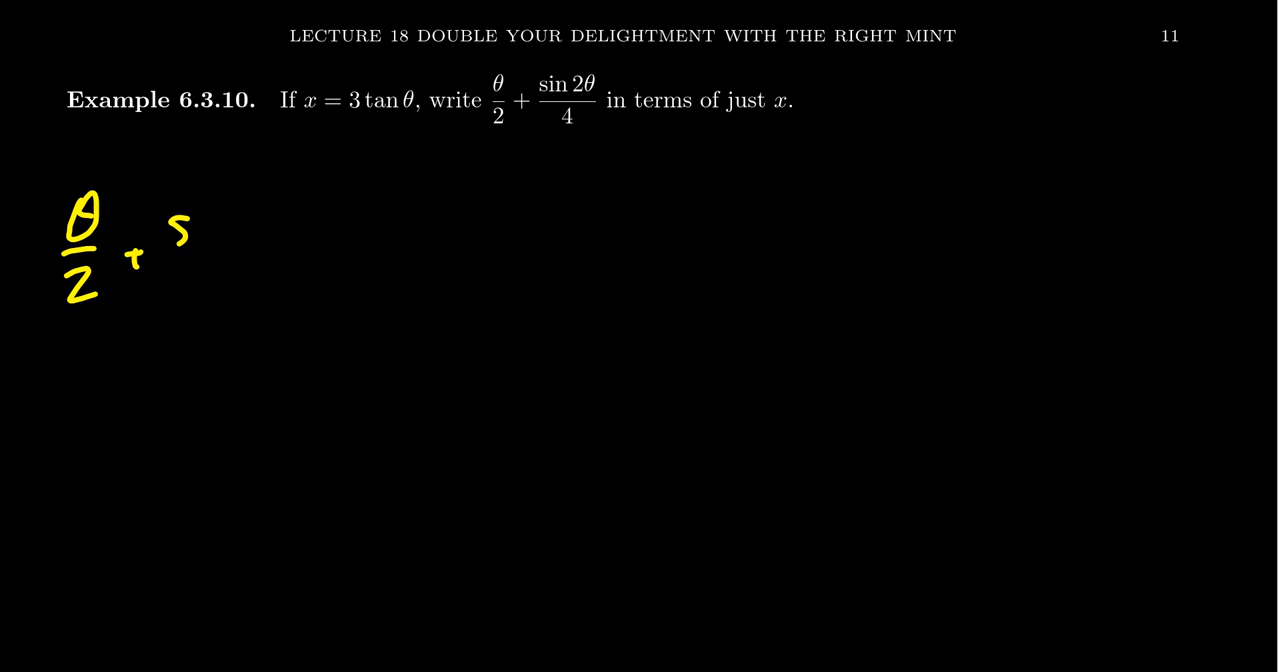 LECTURE 18 DOUBLE YOUR DELIGHTMENT WITH THE RIGHT MINT 11
Example 6.3.10. If x = 3 tan θ, write θ/2 + sin 2θ/4 in terms of just x.
θ/2 + s